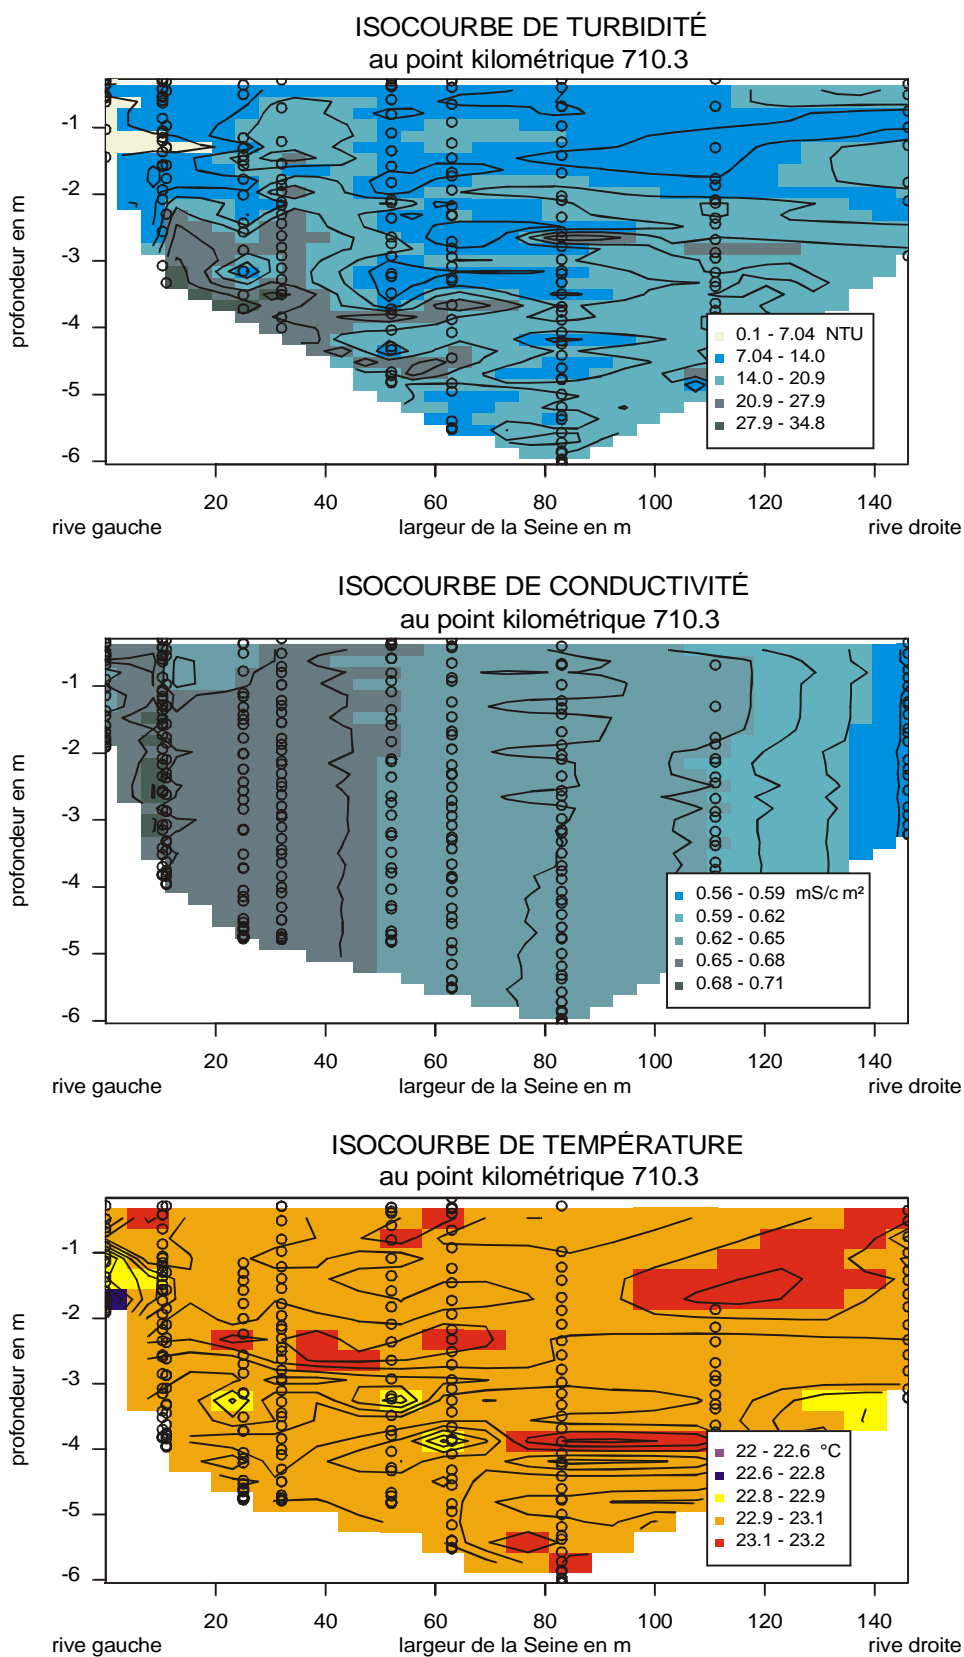 ISOCOURBE DE TURBIDITÉ
au point kilométrique 710.3
profondeur en m
-1
-2
-3
-4
-5
-6
0.1 - 7.04 NTU
7.04 - 14.0
14.0 - 20.9
20.9 - 27.9
27.9 - 34.8
20 40 60 80 100 120 140
rive gauche largeur de la Seine en m rive droite
ISOCOURBE DE CONDUCTIVITÉ
au point kilométrique 710.3
profondeur en m
-1
-2
-3
-4
-5
-6
0.56 - 0.59 mS/c m²
0.59 - 0.62
0.62 - 0.65
0.65 - 0.68
0.68 - 0.71
20 40 60 80 100 120 140
rive gauche largeur de la Seine en m rive droite
ISOCOURBE DE TEMPÉRATURE
au point kilométrique 710.3
profondeur en m
-1
-2
-3
-4
-5
-6
22 - 22.6 °C
22.6 - 22.8
22.8 - 22.9
22.9 - 23.1
23.1 - 23.2
20 40 60 80 100 120 140
rive gauche largeur de la Seine en m rive droite